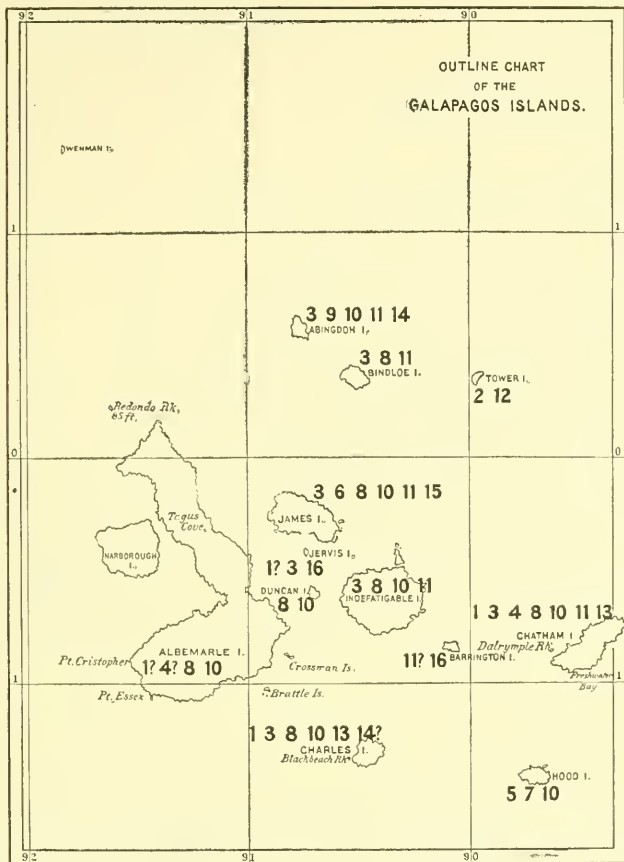 92 91 90
OUTLINE CHART
OF THE
GALAPAGOS ISLANDS.
WENMAN I.
1 1
3 9 10 11 14
ABINGDON I.
3 8 11
BINDLOE I.
TOWER I.
2 12
Redondo Rk.
85 ft.
0 0
3 6 8 10 11 15
Tagus
Cove.
JAMES I.
JERVIS I.
NARBOROUGH
I.
1? 3 16
DUNCAN I.
8 10
3 8 10 11
INDEFATIGABLE I.
1 3 4 8 10 11 13
CHATHAM I
Dalrymple Rk.
ALBEMARLE I.
Pt. Cristopher
1? 4? 8 10
Crossman Is.
11? 16
BARRINGTON I.
Freshwater
Bay
1 1
Pt. Essex
Brattle Is.
1 3 8 10 13 14?
CHARLES I.
Blackbeach Rk.
HOOD I.
5 7 10
92 91 90